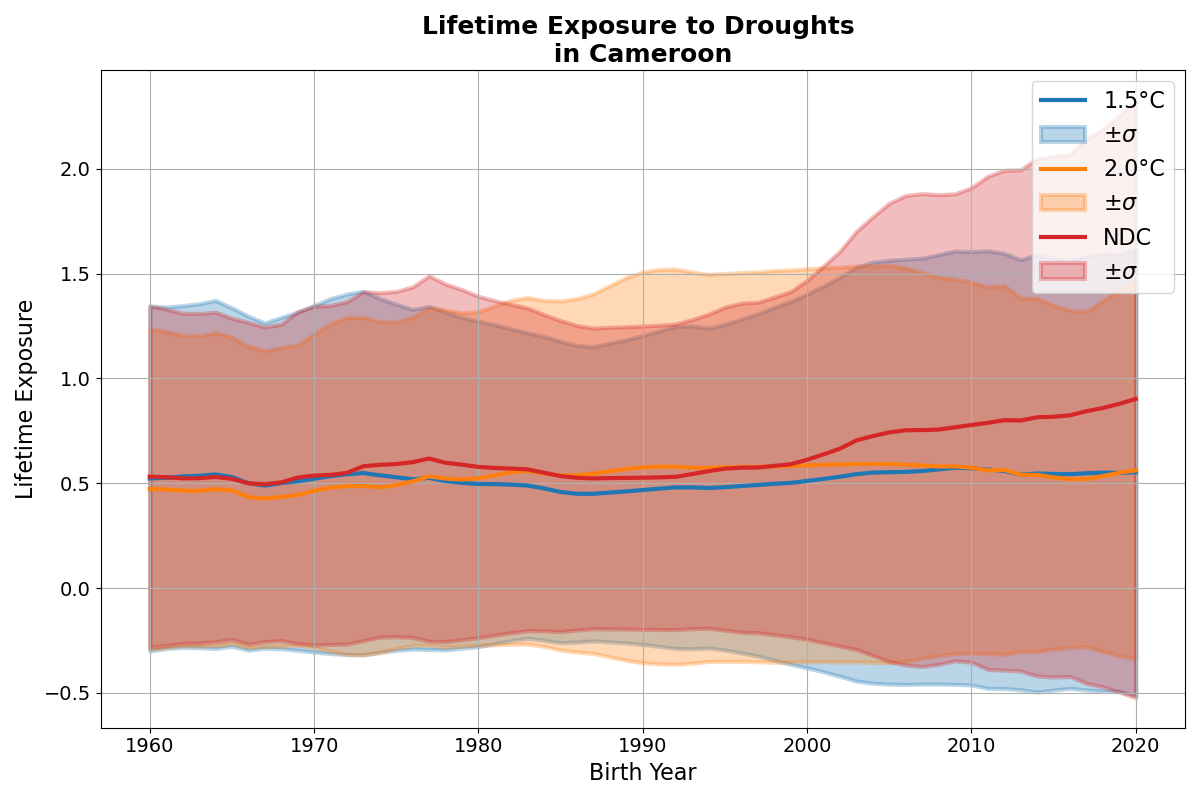 Lifetime Exposure to Droughts
in Cameroon
1.5°C
±σ
2.0°C
±σ
NDC
±σ
Lifetime Exposure
2.0
1.5
1.0
0.5
0.0
−0.5
1960 1970 1980 1990 2000 2010 2020
Birth Year